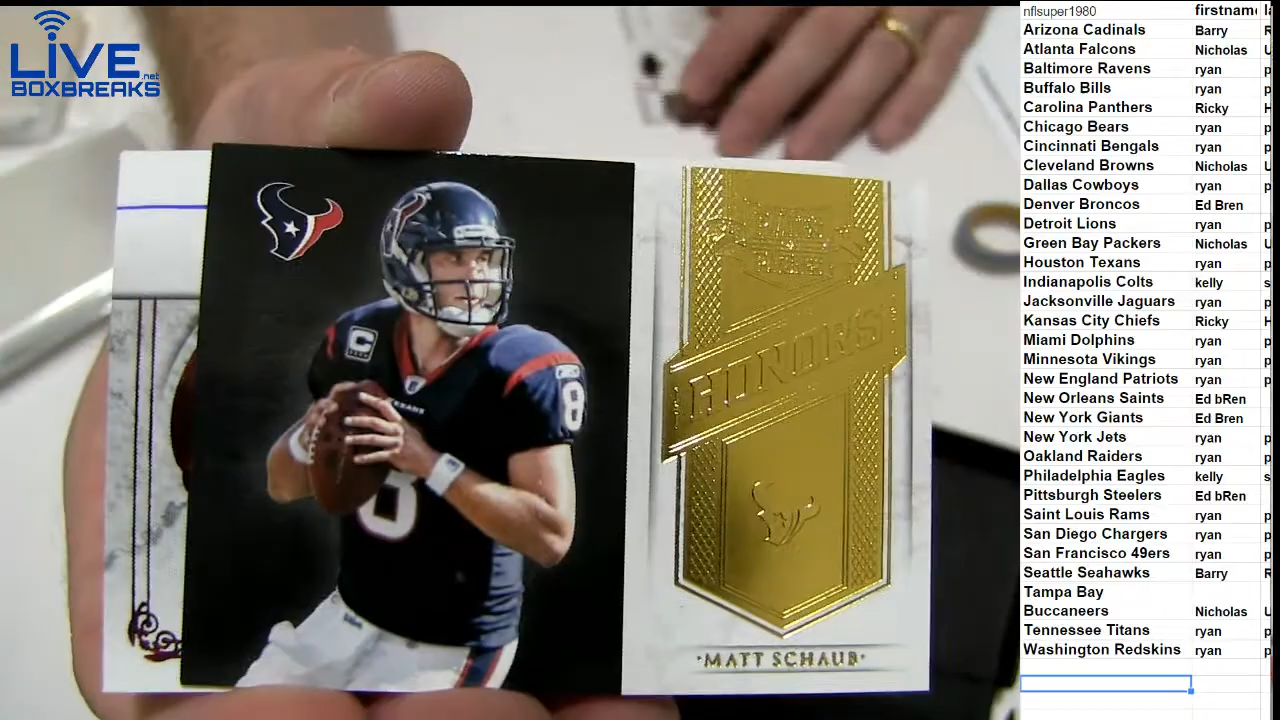 LIVE.net
BOXBREAKS
HONORS
C
TEXANS
8
8
MATT SCHAUB
nflsuper1980 firstname
Arizona Cadinals Barry R
Atlanta Falcons Nicholas U
Baltimore Ravens ryan p
Buffalo Bills ryan p
Carolina Panthers Ricky H
Chicago Bears ryan p
Cincinnati Bengals ryan p
Cleveland Browns Nicholas U
Dallas Cowboys ryan p
Denver Broncos Ed Bren
Detroit Lions ryan p
Green Bay Packers Nicholas U
Houston Texans ryan p
Indianapolis Colts kelly s
Jacksonville Jaguars ryan p
Kansas City Chiefs Ricky H
Miami Dolphins ryan p
Minnesota Vikings ryan p
New England Patriots ryan p
New Orleans Saints Ed bRen
New York Giants Ed Bren
New York Jets ryan p
Oakland Raiders ryan p
Philadelphia Eagles kelly s
Pittsburgh Steelers Ed bRen
Saint Louis Rams ryan p
San Diego Chargers ryan p
San Francisco 49ers ryan p
Seattle Seahawks Barry R
Tampa Bay
Buccaneers Nicholas U
Tennessee Titans ryan p
Washington Redskins ryan p